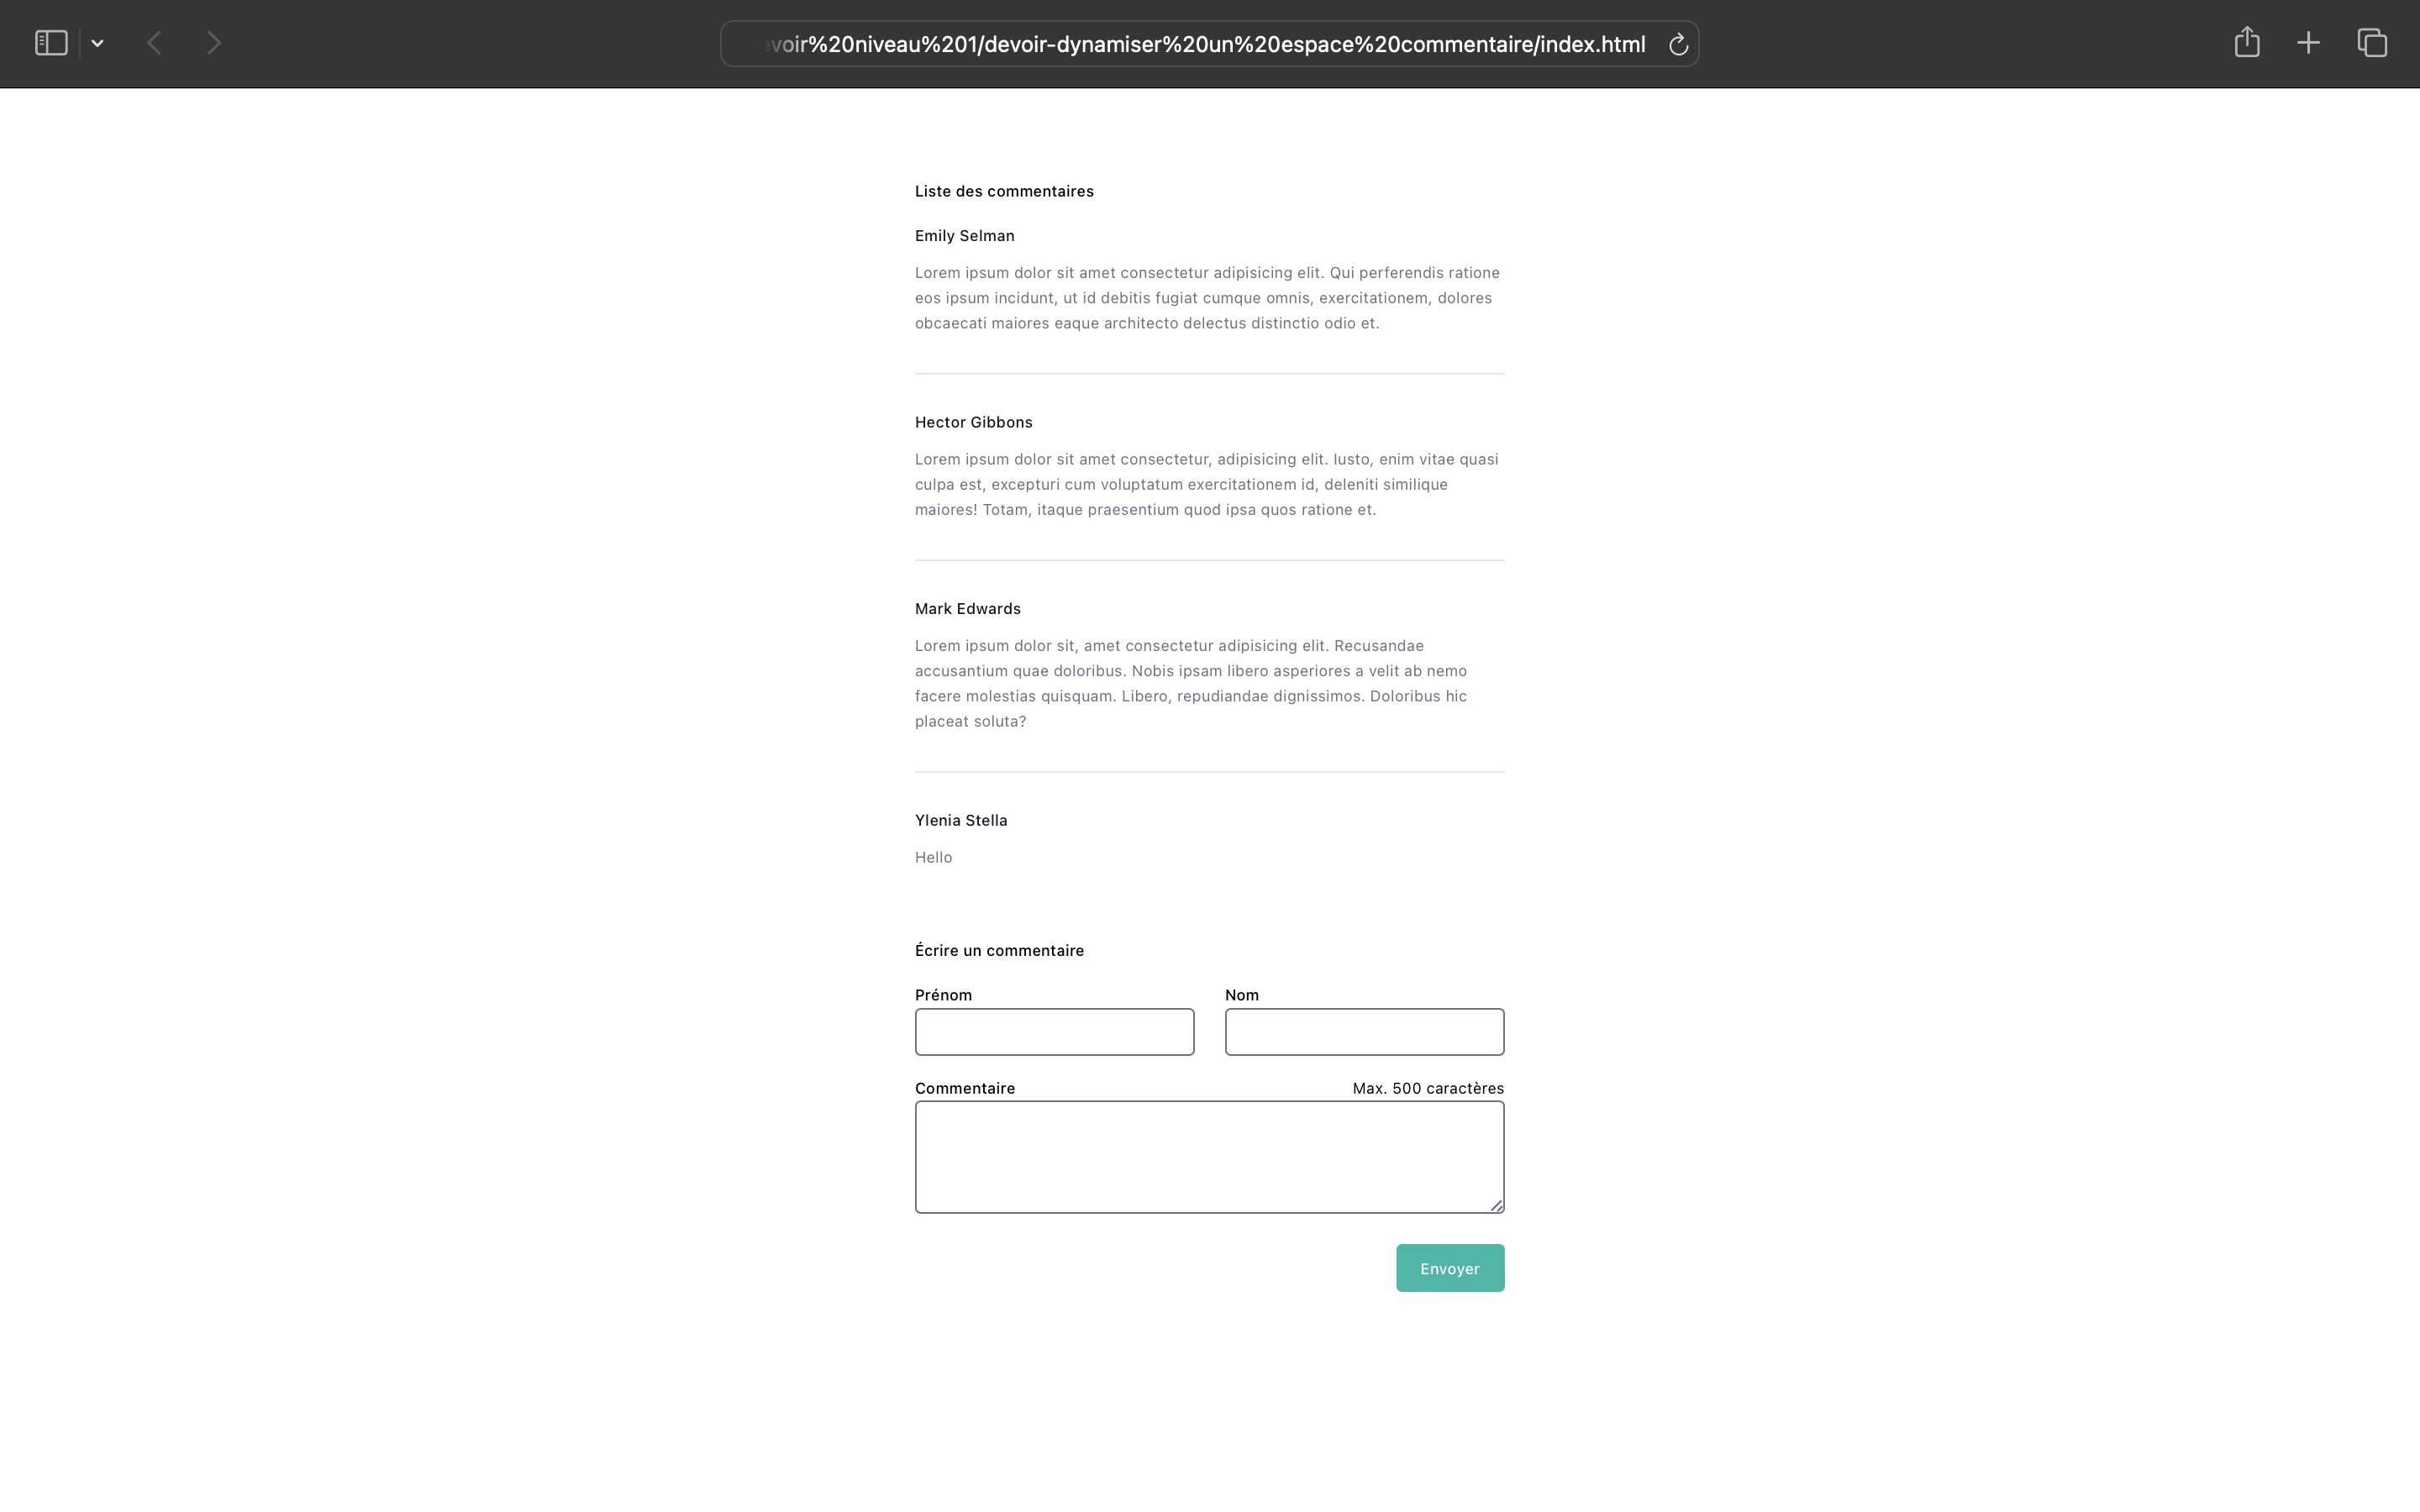 voir%20niveau%201/devoir-dynamiser%20un%20espace%20commentaire/index.html
Liste des commentaires
Emily Selman
Lorem ipsum dolor sit amet consectetur adipisicing elit. Qui perferendis ratione
eos ipsum incidunt, ut id debitis fugiat cumque omnis, exercitationem, dolores
obcaecati maiores eaque architecto delectus distinctio odio et.
Hector Gibbons
Lorem ipsum dolor sit amet consectetur, adipisicing elit. Iusto, enim vitae quasi
culpa est, excepturi cum voluptatum exercitationem id, deleniti similique
maiores! Totam, itaque praesentium quod ipsa quos ratione et.
Mark Edwards
Lorem ipsum dolor sit, amet consectetur adipisicing elit. Recusandae
accusantium quae doloribus. Nobis ipsam libero asperiores a velit ab nemo
facere molestias quisquam. Libero, repudiandae dignissimos. Doloribus hic
placeat soluta?
Ylenia Stella
Hello
Écrire un commentaire
Prénom Nom
Commentaire Max. 500 caractères
Envoyer